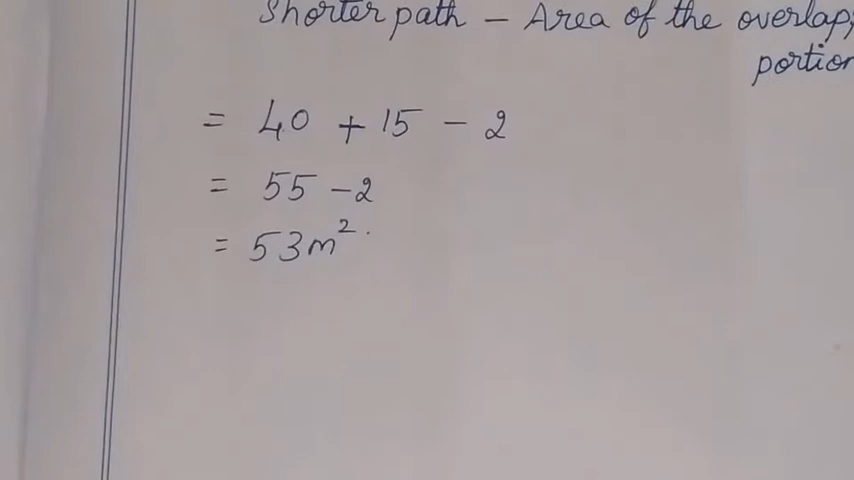 Shorter path - Area of the overlap
portion
= 40 + 15 - 2
= 55 - 2
= 53m².